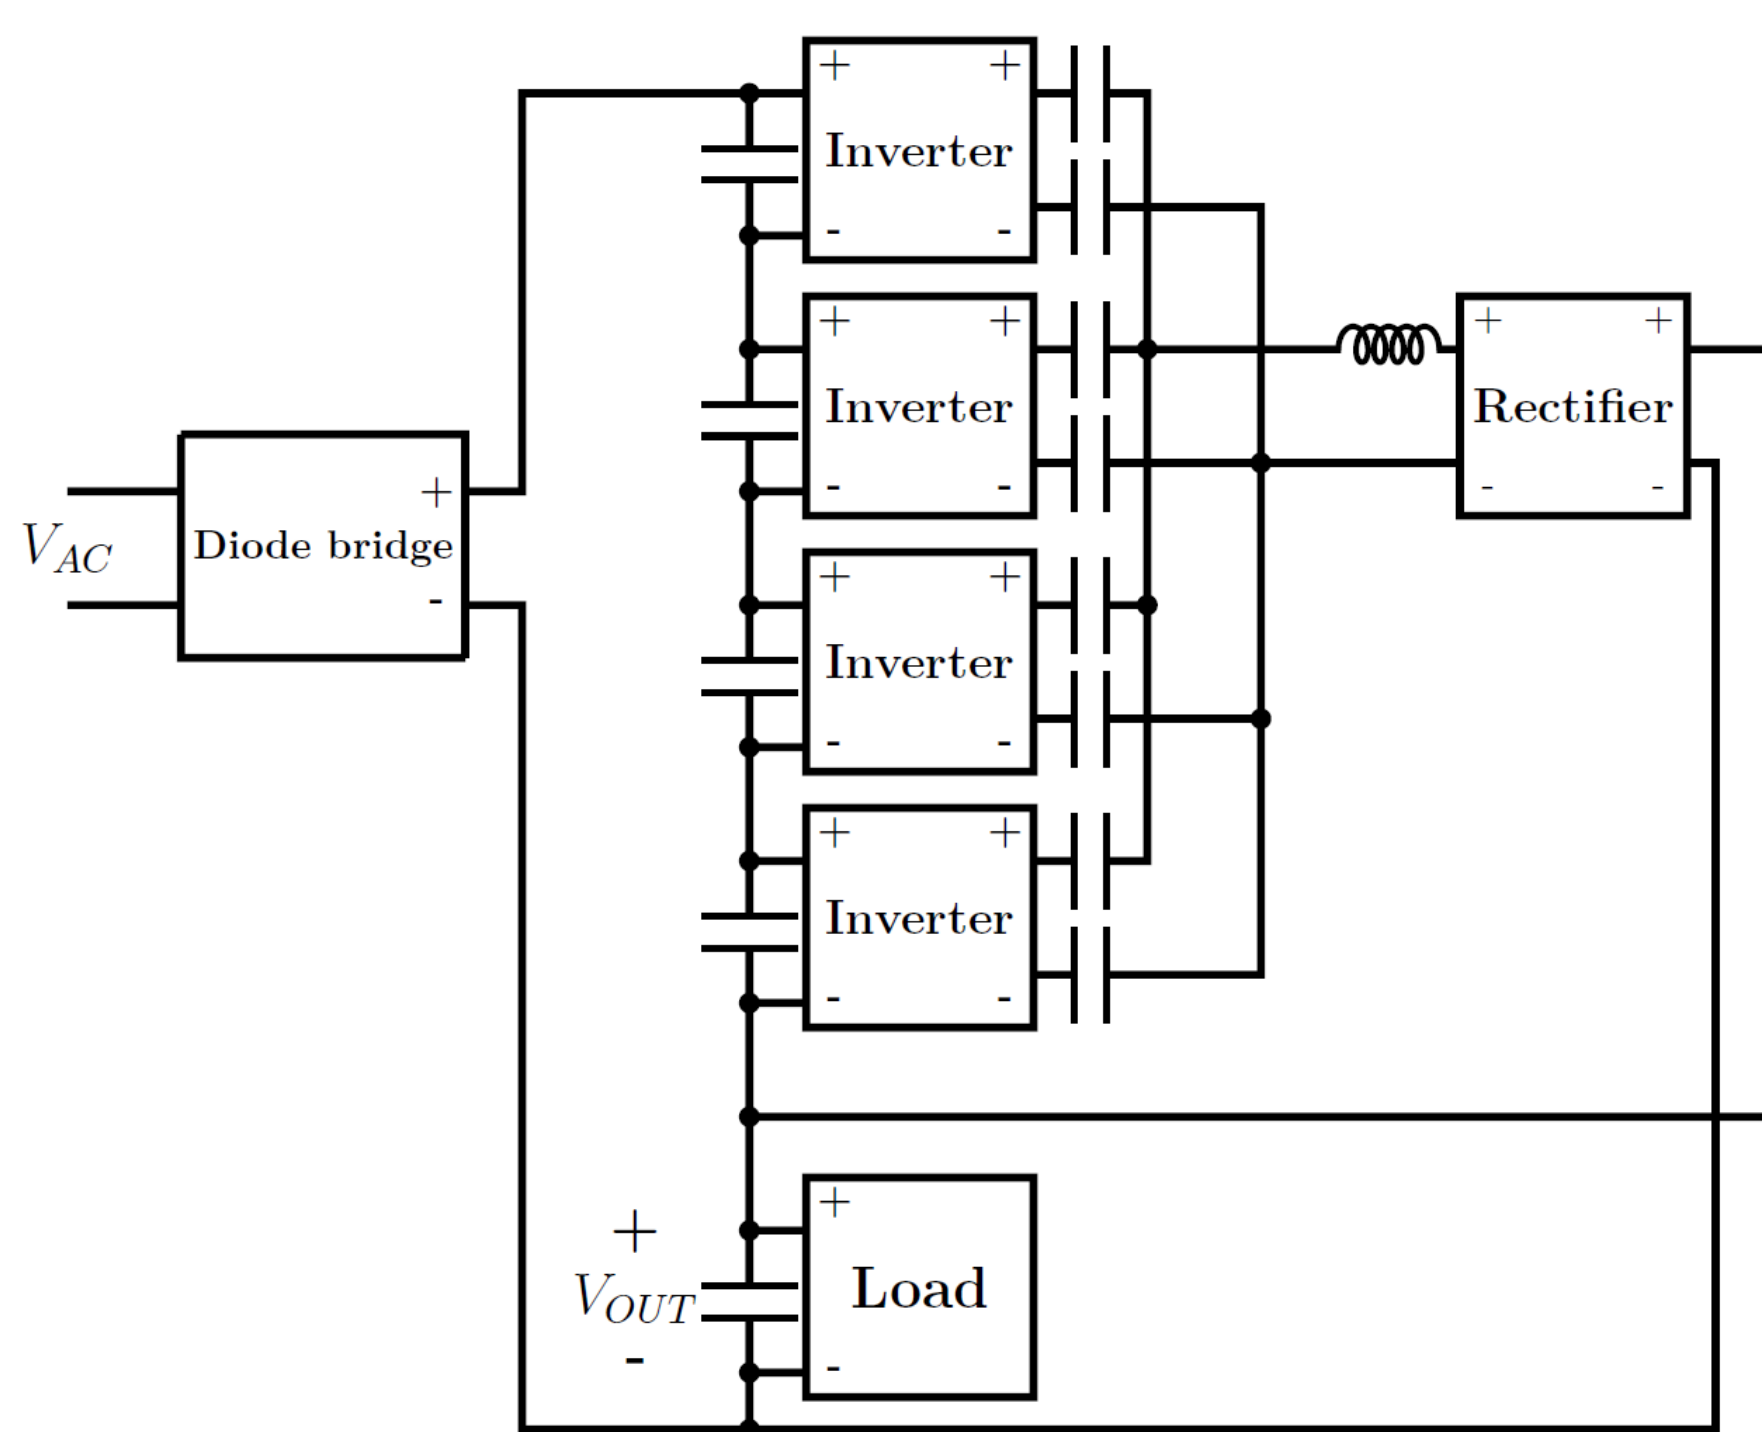 + +
Inverter
- -
+ +
Inverter
- -
+ +
Rectifier
- -
V_AC
+
Diode bridge
-
+ +
Inverter
- -
+ +
Inverter
- -
+
V_OUT
-
+
Load
-